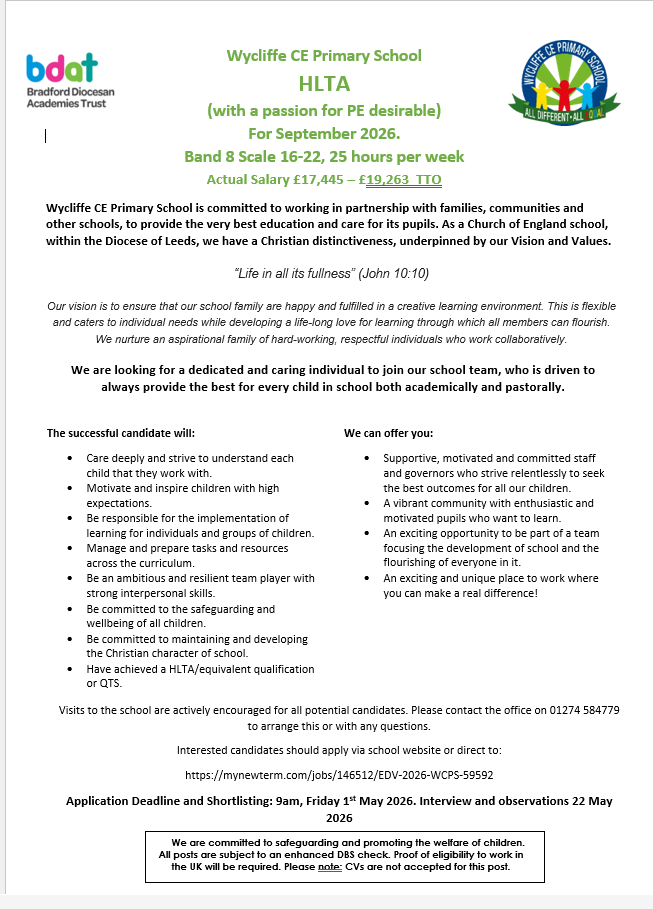 bdat
Bradford Diocesan
Academies Trust
Wycliffe CE Primary School
HLTA
(with a passion for PE desirable)
For September 2026.
Band 8 Scale 16-22, 25 hours per week
Actual Salary £17,445 – £19,263 TTO
WYCLIFFE CE PRIMARY SCHOOL
ALL DIFFERENT • ALL EQUAL
Wycliffe CE Primary School is committed to working in partnership with families, communities and
other schools, to provide the very best education and care for its pupils. As a Church of England school,
within the Diocese of Leeds, we have a Christian distinctiveness, underpinned by our Vision and Values.
“Life in all its fullness” (John 10:10)
Our vision is to ensure that our school family are happy and fulfilled in a creative learning environment. This is flexible
and caters to individual needs while developing a life-long love for learning through which all members can flourish.
We nurture an aspirational family of hard-working, respectful individuals who work collaboratively.
We are looking for a dedicated and caring individual to join our school team, who is driven to
always provide the best for every child in school both academically and pastorally.
The successful candidate will:
• Care deeply and strive to understand each
child that they work with.
• Motivate and inspire children with high
expectations.
• Be responsible for the implementation of
learning for individuals and groups of children.
• Manage and prepare tasks and resources
across the curriculum.
• Be an ambitious and resilient team player with
strong interpersonal skills.
• Be committed to the safeguarding and
wellbeing of all children.
• Be committed to maintaining and developing
the Christian character of school.
• Have achieved a HLTA/equivalent qualification
or QTS.
We can offer you:
• Supportive, motivated and committed staff
and governors who strive relentlessly to seek
the best outcomes for all our children.
• A vibrant community with enthusiastic and
motivated pupils who want to learn.
• An exciting opportunity to be part of a team
focusing the development of school and the
flourishing of everyone in it.
• An exciting and unique place to work where
you can make a real difference!
Visits to the school are actively encouraged for all potential candidates. Please contact the office on 01274 584779
to arrange this or with any questions.
Interested candidates should apply via school website or direct to:
https://mynewterm.com/jobs/146512/EDV-2026-WCPS-59592
Application Deadline and Shortlisting: 9am, Friday 1st May 2026. Interview and observations 22 May
2026
We are committed to safeguarding and promoting the welfare of children.
All posts are subject to an enhanced DBS check. Proof of eligibility to work in
the UK will be required. Please note: CVs are not accepted for this post.